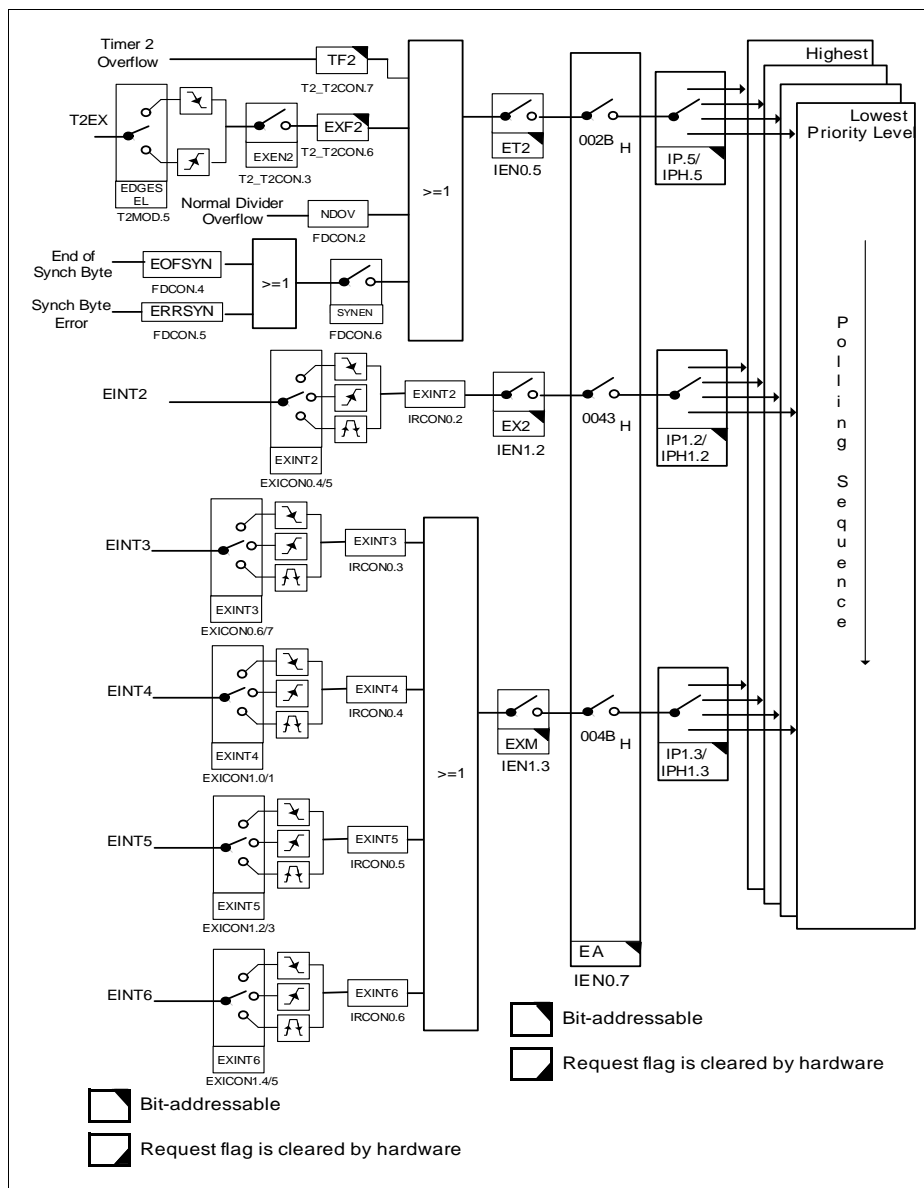 Timer 2
Overflow
TF2
T2_T2CON.7
T2EX
EDGES
EL
T2MOD.5
EXEN2
T2_T2CON.3
EXF2
T2_T2CON.6
Normal Divider
Overflow
NDOV
FDCON.2
End of
Synch Byte
EOFSYN
FDCON.4
Synch Byte
Error
ERRSYN
FDCON.5
>=1
SYNEN
FDCON.6
>=1
ET2
IEN0.5
002B H
IP.5/
IPH.5
Highest
Lowest
Priority Level
EINT2
EXINT2
EXICON0.4/5
EXINT2
IRCON0.2
EX2
IEN1.2
0043 H
IP1.2/
IPH1.2
Polling Sequence
EINT3
EXINT3
EXICON0.6/7
EXINT3
IRCON0.3
EINT4
EXINT4
EXICON1.0/1
EXINT4
IRCON0.4
>=1
EXM
IEN1.3
004B H
IP1.3/
IPH1.3
EINT5
EXINT5
EXICON1.2/3
EXINT5
IRCON0.5
EINT6
EXINT6
EXICON1.4/5
EXINT6
IRCON0.6
EA
IEN0.7
Bit-addressable
Request flag is cleared by hardware
Bit-addressable
Request flag is cleared by hardware